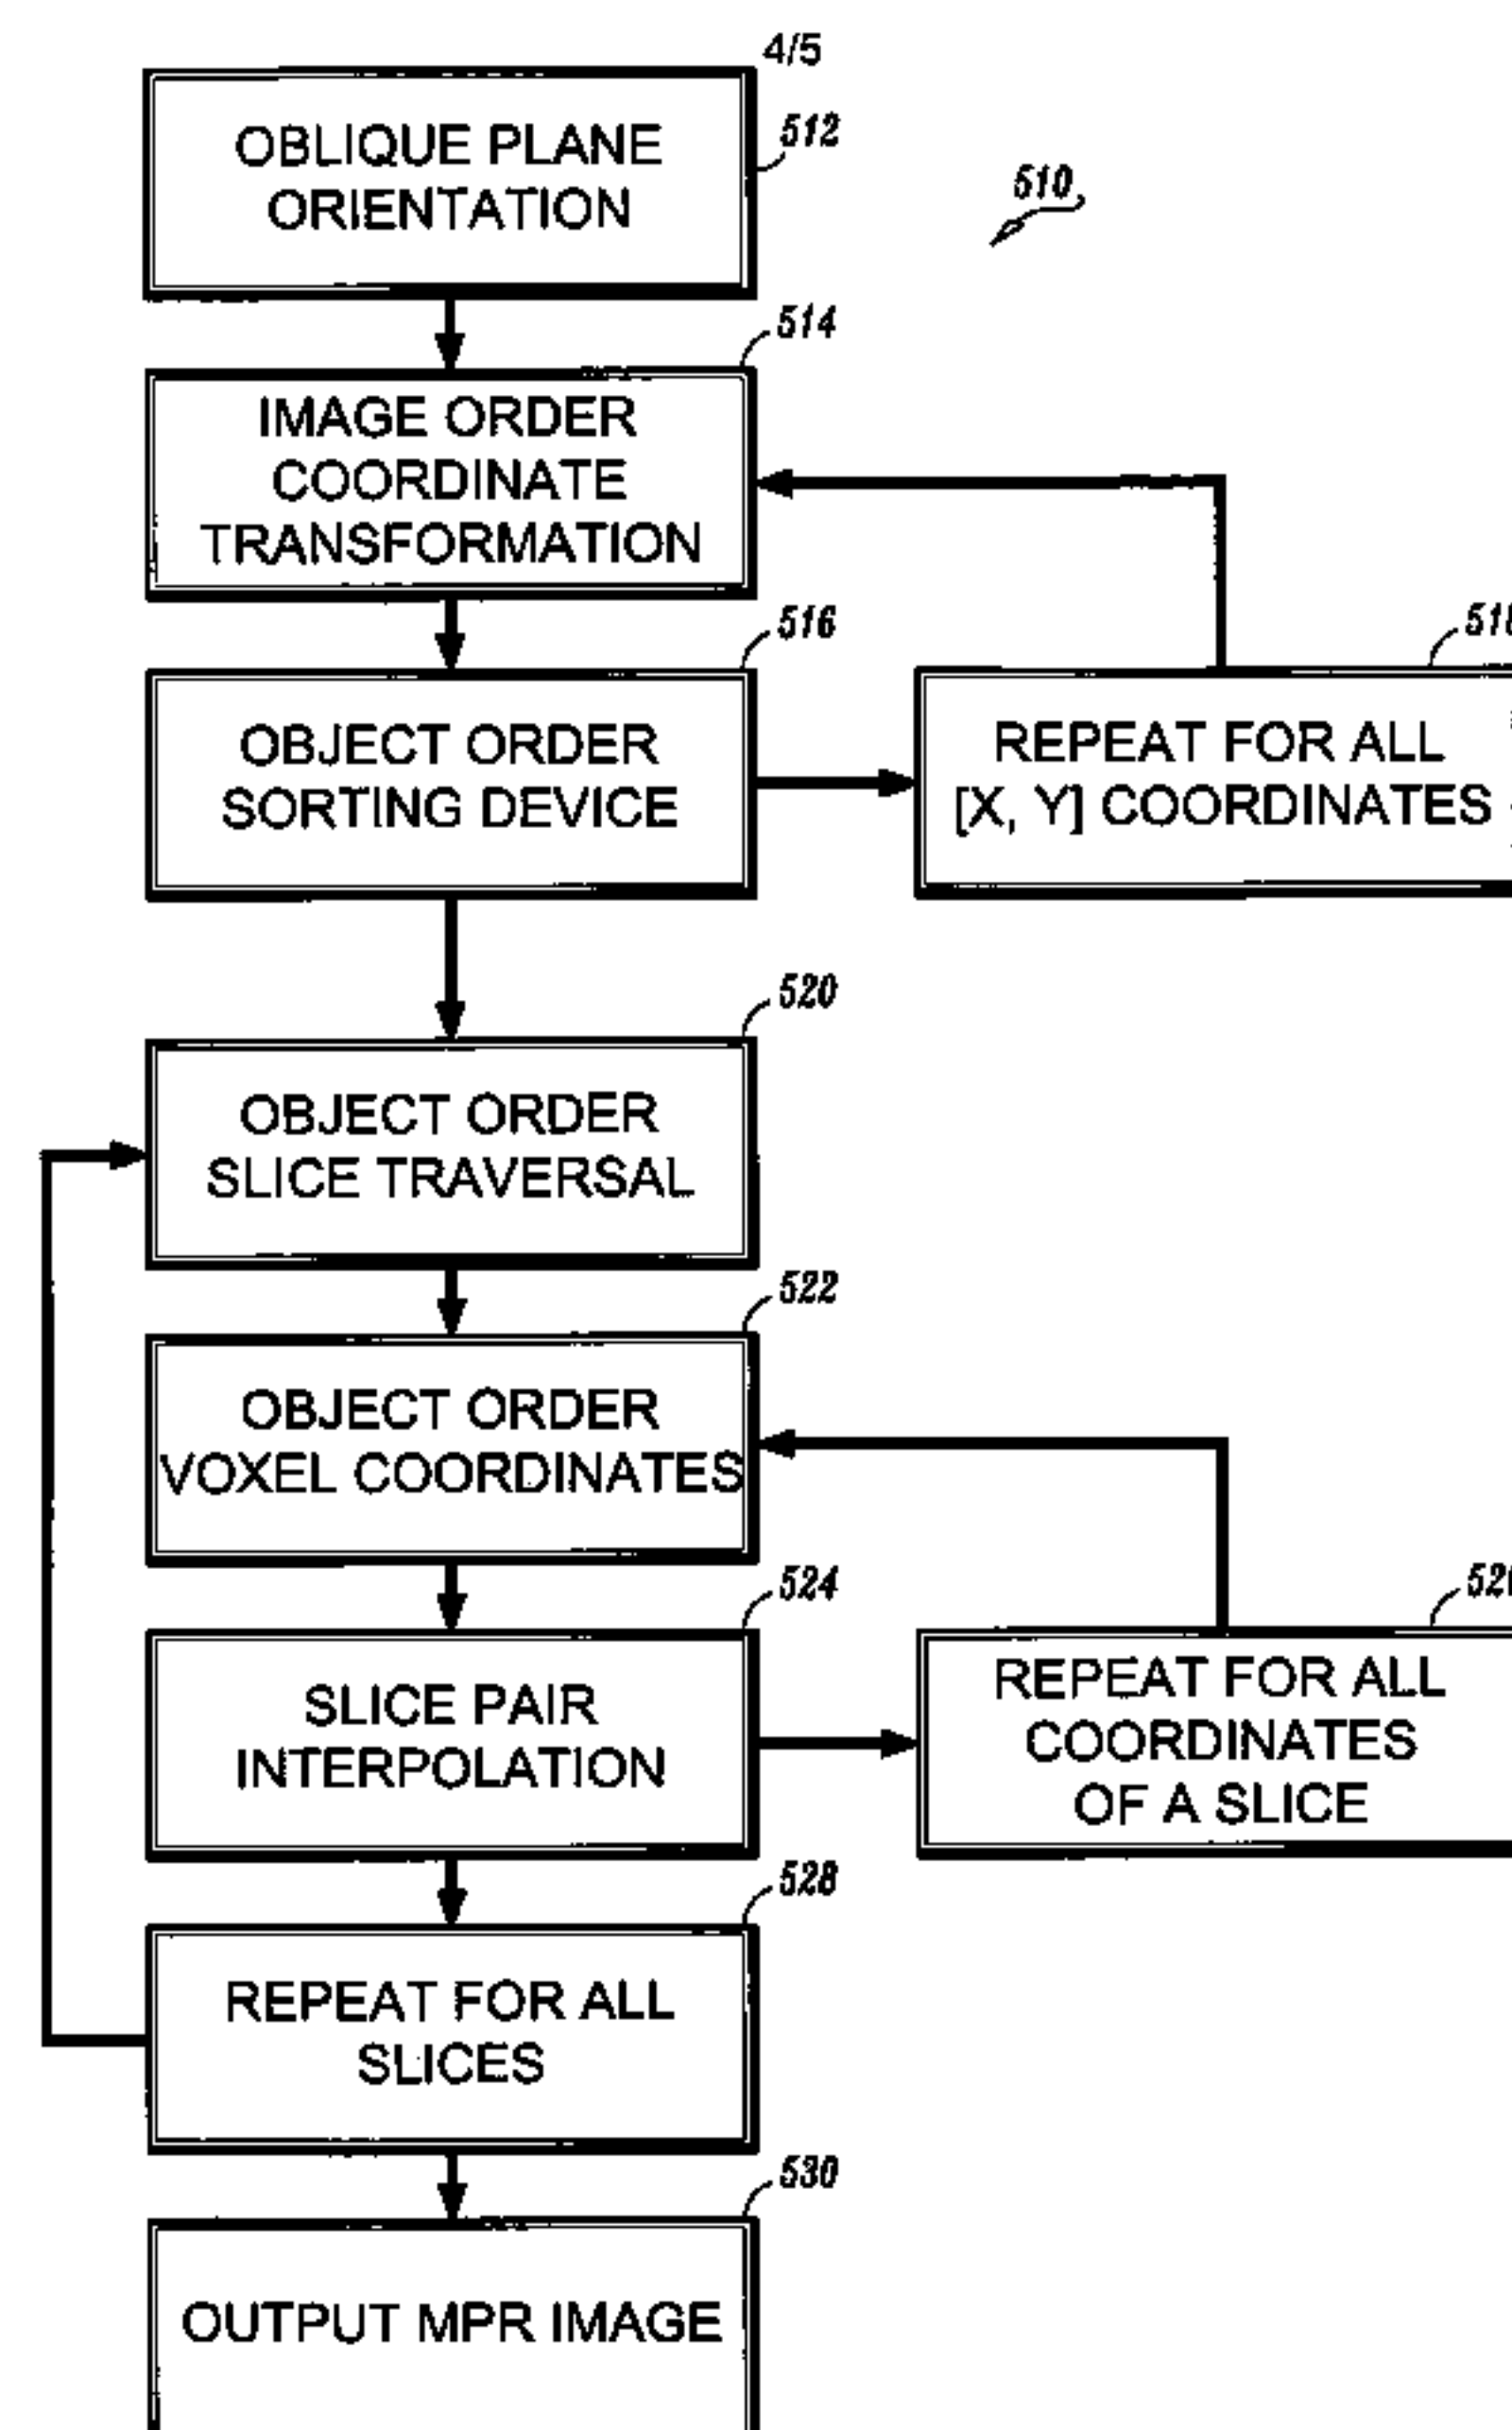 4/5
OBLIQUE PLANE
ORIENTATION
512
510
514
IMAGE ORDER
COORDINATE
TRANSFORMATION
516
OBJECT ORDER
SORTING DEVICE
REPEAT FOR ALL
[X, Y] COORDINATES
520
OBJECT ORDER
SLICE TRAVERSAL
522
OBJECT ORDER
VOXEL COORDINATES
524
SLICE PAIR
INTERPOLATION
REPEAT FOR ALL
COORDINATES
OF A SLICE
528
REPEAT FOR ALL
SLICES
530
OUTPUT MPR IMAGE